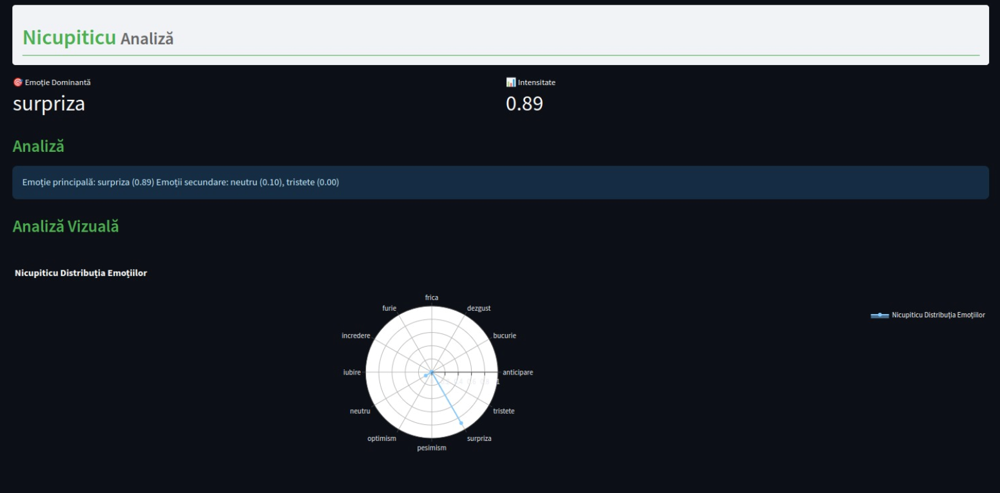 Nicupiticu Analiză
🎯 Emoție Dominantă
surpriza
📊 Intensitate
0.89
Analiză
Emoție principală: surpriza (0.89) Emoții secundare: neutru (0.10), tristete (0.00)
Analiză Vizuală
Nicupiticu Distribuția Emoțiilor
frica
furie
dezgust
incredere
bucurie
iubire
anticipare
neutru
tristete
optimism
surpriza
pesimism
1
Nicupiticu Distribuția Emoțiilor